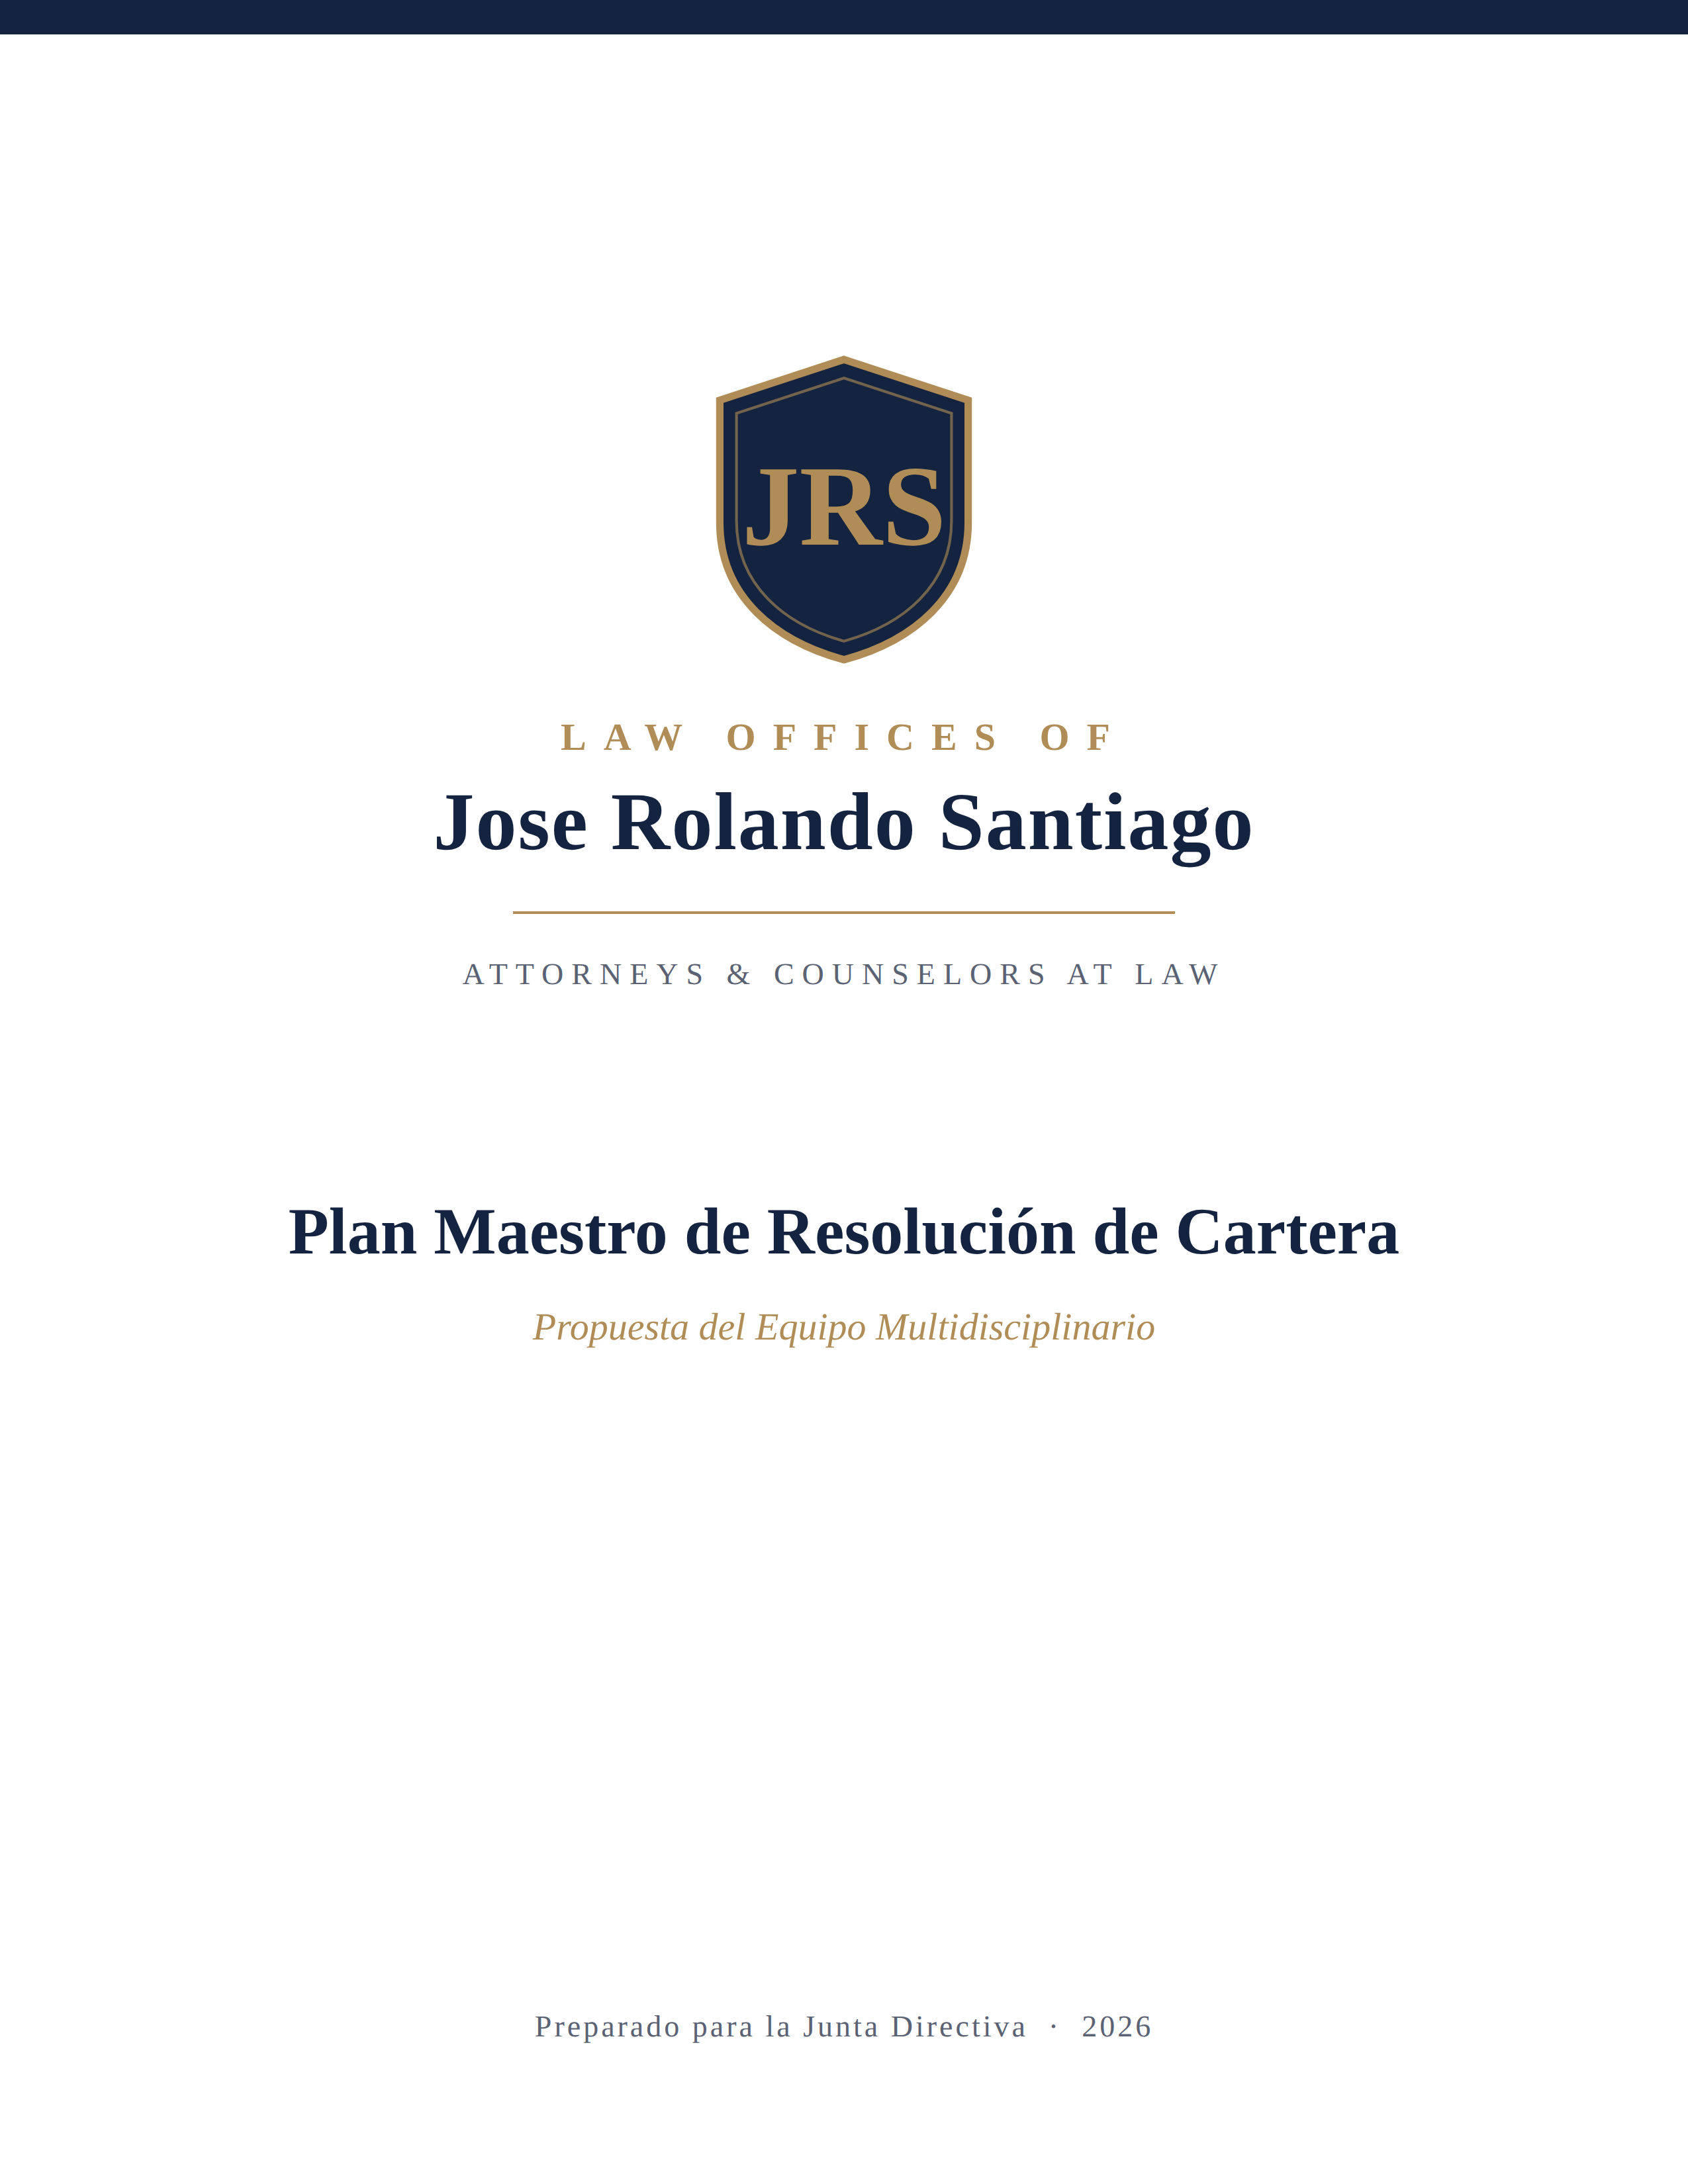 JRS
LAW OFFICES OF
Jose Rolando Santiago
ATTORNEYS & COUNSELORS AT LAW
Plan Maestro de Resolución de Cartera
Propuesta del Equipo Multidisciplinario
Preparado para la Junta Directiva · 2026